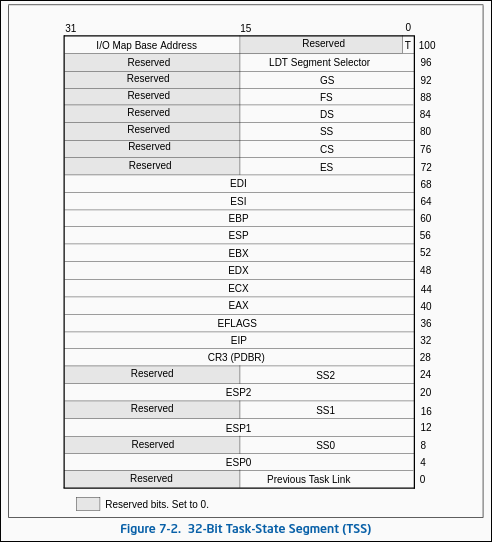 31 15 0
I/O Map Base Address Reserved T 100
Reserved LDT Segment Selector 96
Reserved GS 92
Reserved FS 88
Reserved DS 84
Reserved SS 80
Reserved CS 76
Reserved ES 72
EDI 68
ESI 64
EBP 60
ESP 56
EBX 52
EDX 48
ECX 44
EAX 40
EFLAGS 36
EIP 32
CR3 (PDBR) 28
Reserved SS2 24
ESP2 20
Reserved SS1 16
ESP1 12
Reserved SS0 8
ESP0 4
Reserved Previous Task Link 0
Reserved bits. Set to 0.
Figure 7-2. 32-Bit Task-State Segment (TSS)